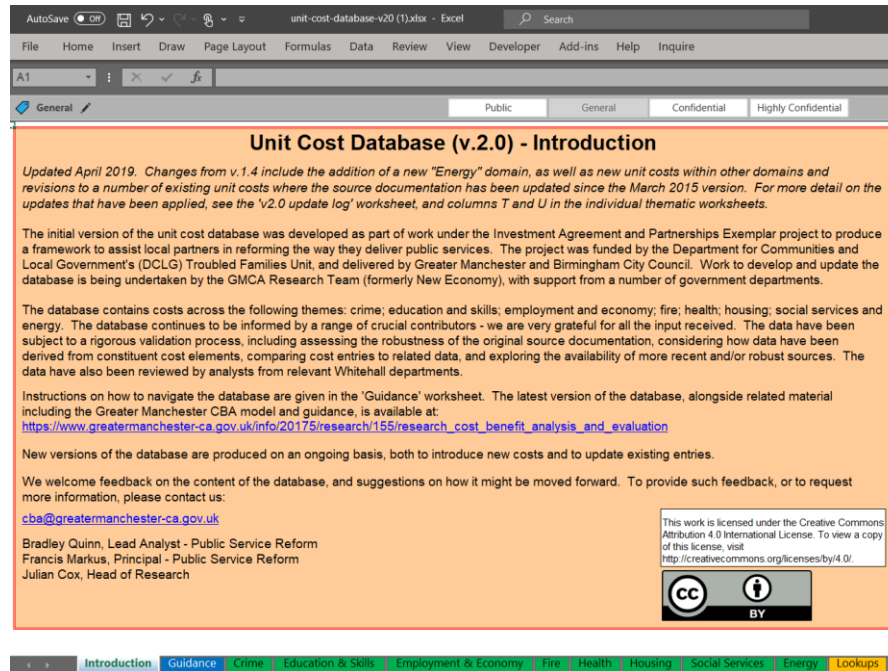 AutoSave Off unit-cost-database-v20 (1).xlsx - Excel Search
File Home Insert Draw Page Layout Formulas Data Review View Developer Add-ins Help Inquire
A1 fx
General Public General Confidential Highly Confidential
Unit Cost Database (v.2.0) - Introduction
Updated April 2019. Changes from v.1.4 include the addition of a new "Energy" domain, as well as new unit costs within other domains and
revisions to a number of existing unit costs where the source documentation has been updated since the March 2015 version. For more detail on the
updates that have been applied, see the 'v2.0 update log' worksheet, and columns T and U in the individual thematic worksheets.
The initial version of the unit cost database was developed as part of work under the Investment Agreement and Partnerships Exemplar project to produce
a framework to assist local partners in reforming the way they deliver public services. The project was funded by the Department for Communities and
Local Government's (DCLG) Troubled Families Unit, and delivered by Greater Manchester and Birmingham City Council. Work to develop and update the
database is being undertaken by the GMCA Research Team (formerly New Economy), with support from a number of government departments.
The database contains costs across the following themes: crime; education and skills; employment and economy; fire; health; housing; social services and
energy. The database continues to be informed by a range of crucial contributors - we are very grateful for all the input received. The data have been
subject to a rigorous validation process, including assessing the robustness of the original source documentation, considering how data have been
derived from constituent cost elements, comparing cost entries to related data, and exploring the availability of more recent and/or robust sources. The
data have also been reviewed by analysts from relevant Whitehall departments.
Instructions on how to navigate the database are given in the 'Guidance' worksheet. The latest version of the database, alongside related material
including the Greater Manchester CBA model and guidance, is available at:
https://www.greatermanchester-ca.gov.uk/info/20175/research/155/research_cost_benefit_analysis_and_evaluation
New versions of the database are produced on an ongoing basis, both to introduce new costs and to update existing entries.
We welcome feedback on the content of the database, and suggestions on how it might be moved forward. To provide such feedback, or to request
more information, please contact us:
cba@greatermanchester-ca.gov.uk
Bradley Quinn, Lead Analyst - Public Service Reform
Francis Markus, Principal - Public Service Reform
Julian Cox, Head of Research
This work is licensed under the Creative Commons
Attribution 4.0 International License. To view a copy
of this license, visit
http://creativecommons.org/licenses/by/4.0/.
CC
BY
Introduction Guidance Crime Education & Skills Employment & Economy Fire Health Housing Social Services Energy Lookups